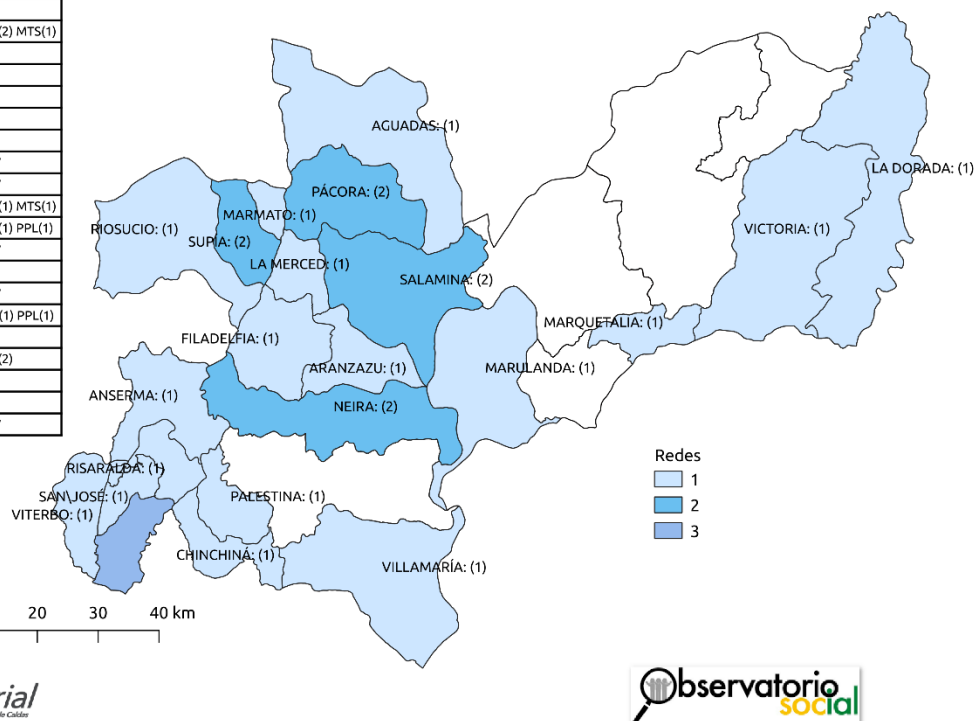 (2) MTS(1)
(1) MTS(1)
(1) PPL(1)
(1) PPL(1)
(2)
AGUADAS: (1)
LA DORADA: (1)
PÁCORA: (2)
MARMATO: (1)
RIOSUCIO: (1)
VICTORIA: (1)
SUPÍA: (2)
LA MERCED: (1)
SALAMINA: (2)
MARQUETALIA: (1)
FILADELFIA: (1)
ARANZAZU: (1)
MARULANDA: (1)
ANSERMA: (1)
NEIRA: (2)
RISARALDA: (1)
SAN JOSÉ: (1)
PALESTINA: (1)
VITERBO: (1)
CHINCHINÁ: (1)
VILLAMARÍA: (1)
Redes
1
2
3
20 30 40 km
rial
de Caldas
Observatorio
social